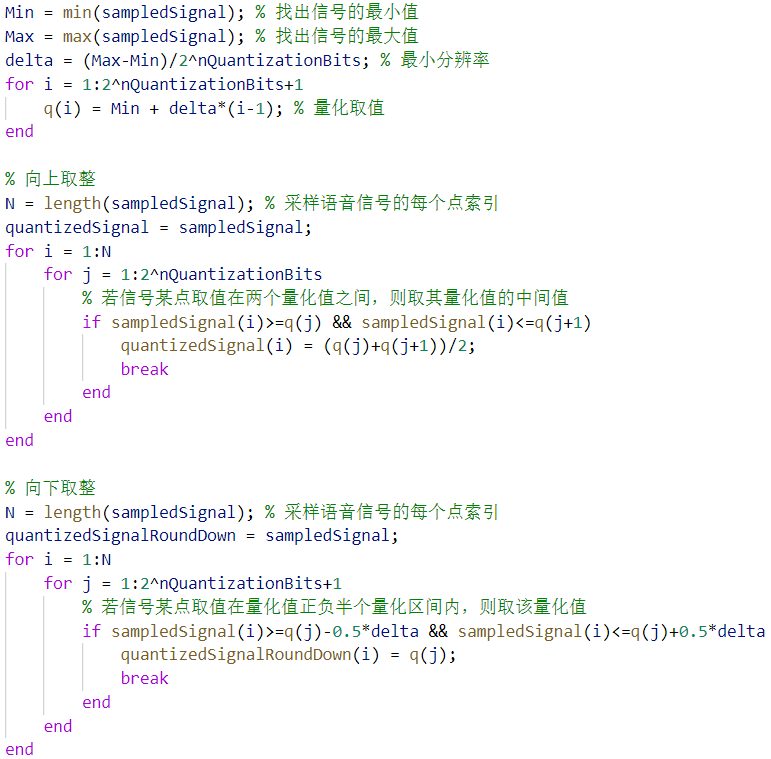 Min = min(sampledSignal); % 找出信号的最小值
Max = max(sampledSignal); % 找出信号的最大值
delta = (Max-Min)/2^nQuantizationBits; % 最小分辨率
for i = 1:2^nQuantizationBits+1
    q(i) = Min + delta*(i-1); % 量化取值
end

% 向上取整
N = length(sampledSignal); % 采样语音信号的每个点索引
quantizedSignal = sampledSignal;
for i = 1:N
    for j = 1:2^nQuantizationBits
        % 若信号某点取值在两个量化值之间，则取其量化值的中间值
        if sampledSignal(i)>=q(j) && sampledSignal(i)<=q(j+1)
            quantizedSignal(i) = (q(j)+q(j+1))/2;
            break
        end
    end
end

% 向下取整
N = length(sampledSignal); % 采样语音信号的每个点索引
quantizedSignalRoundDown = sampledSignal;
for i = 1:N
    for j = 1:2^nQuantizationBits+1
        % 若信号某点取值在量化值正负半个量化区间内，则取该量化值
        if sampledSignal(i)>=q(j)-0.5*delta && sampledSignal(i)<=q(j)+0.5*delta
            quantizedSignalRoundDown(i) = q(j);
            break
        end
    end
end